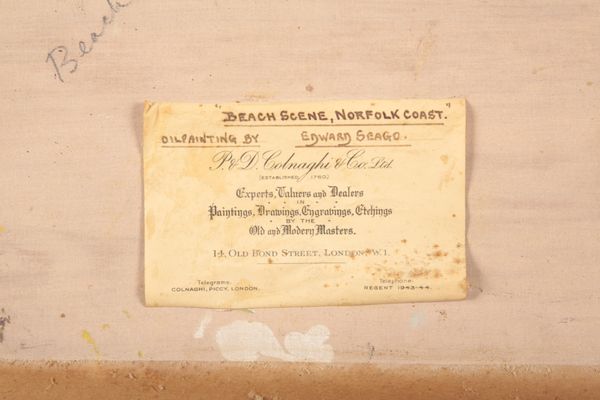 Beach
"BEACH SCENE, NORFOLK COAST."
OILPAINTING BY EDWARD SEAGO.
P. & D. Colnaghi & Co. Ltd.
(ESTABLISHED 1760)
Experts, Valuers and Dealers
IN
Paintings, Drawings, Engravings, Etchings
BY THE
Old and Modern Masters.
14, OLD BOND STREET, LONDON, W.1.
Telegrams, Telephone
COLNAGHI, PICCY, LONDON. REGENT 1943-44.